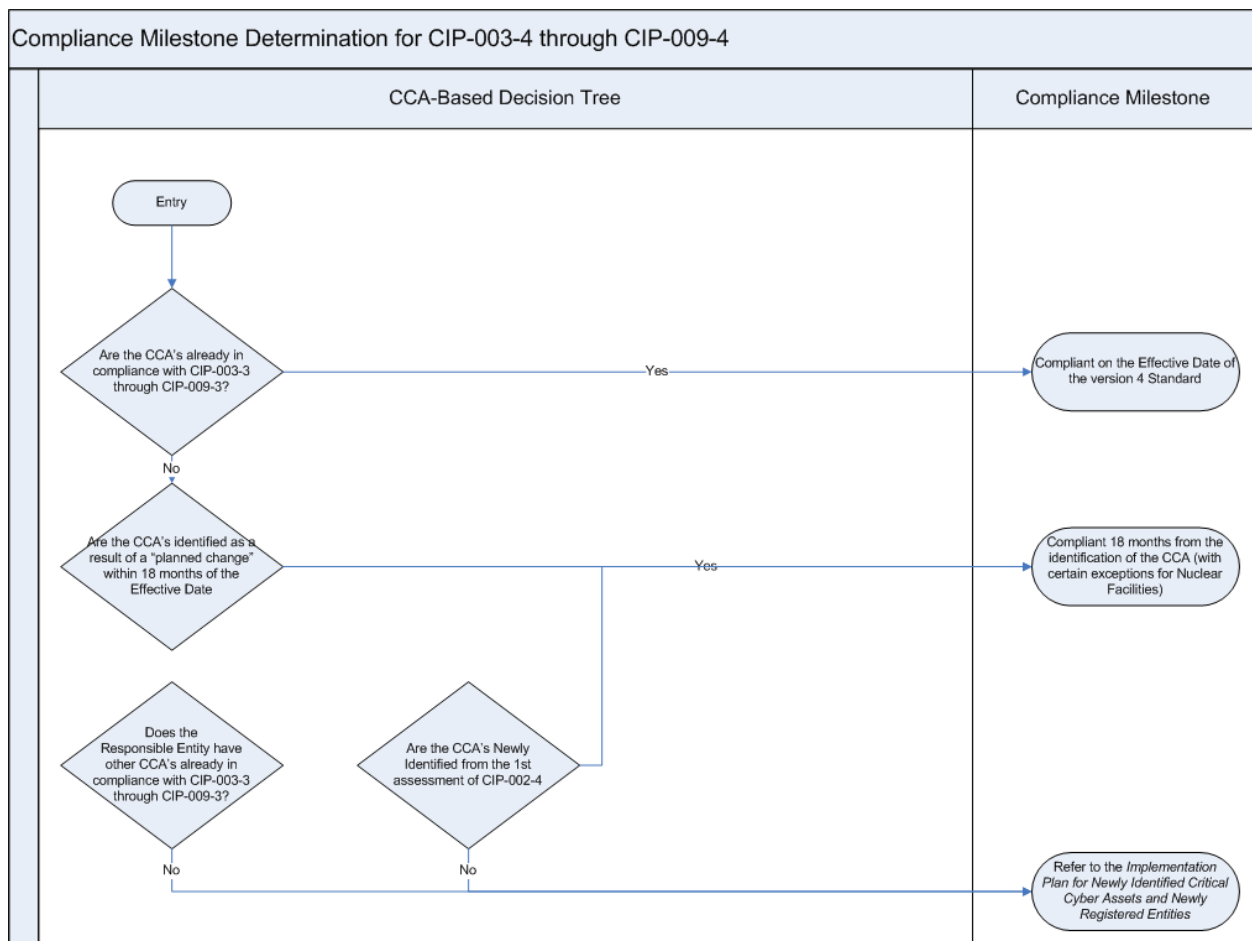 Compliance Milestone Determination for CIP-003-4 through CIP-009-4
CCA-Based Decision Tree
Compliance Milestone
Entry
Are the CCA's already in
compliance with CIP-003-3
through CIP-009-3?
Yes
Compliant on the Effective Date of
the version 4 Standard
No
Are the CCA's identified as a
result of a "planned change"
within 18 months of the
Effective Date
Yes
Compliant 18 months from the
identification of the CCA (with
certain exceptions for Nuclear
Facilities)
Does the
Responsible Entity have
other CCA's already in
compliance with CIP-003-3
through CIP-009-3?
Are the CCA's Newly
Identified from the 1st
assessment of CIP-002-4
No
No
Refer to the Implementation
Plan for Newly Identified Critical
Cyber Assets and Newly
Registered Entities